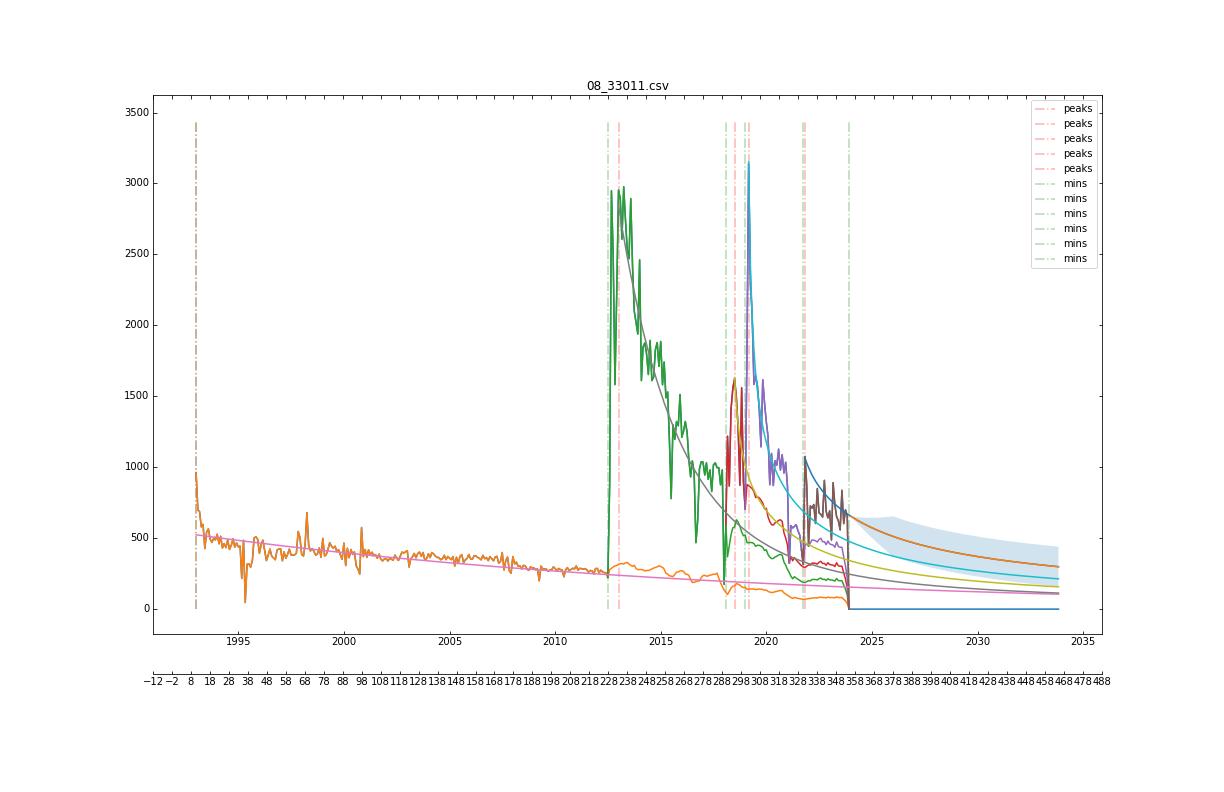 08_33011.csv
3500
3000
2500
2000
1500
1000
500
0
peaks
peaks
peaks
peaks
peaks
mins
mins
mins
mins
mins
mins
1995 2000 2005 2010 2015 2020 2025 2030 2035
−12 −2 8 18 28 38 48 58 68 78 88 98 108 118 128 138 148 158 168 178 188 198 208 218 228 238 248 258 268 278 288 298 308 318 328 338 348 358 368 378 388 398 408 418 428 438 448 458 468 478 488